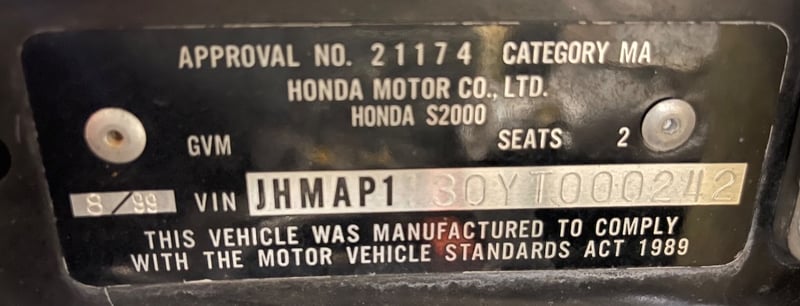 APPROVAL NO. 21174 CATEGORY MA
HONDA MOTOR CO., LTD.
HONDA S2000
GVM SEATS 2
8/99 VIN JHMAP1 30YT000242
THIS VEHICLE WAS MANUFACTURED TO COMPLY
WITH THE MOTOR VEHICLE STANDARDS ACT 1989